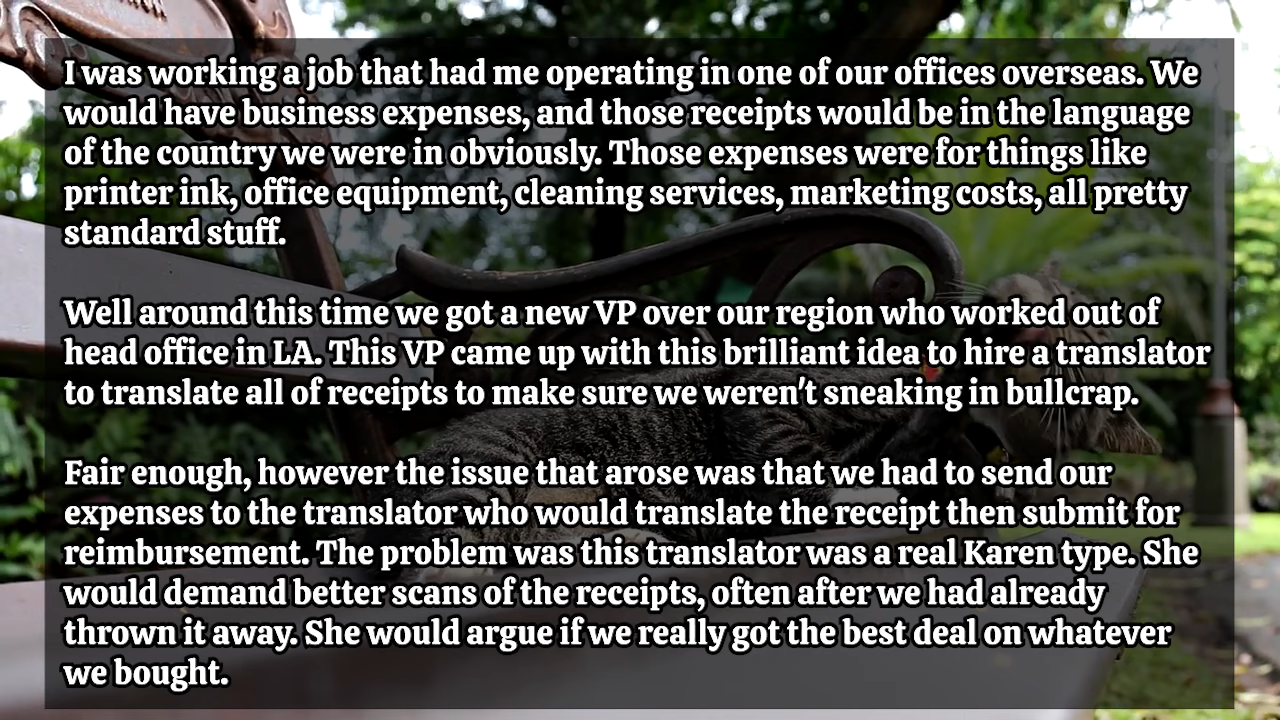 I was working a job that had me operating in one of our offices overseas. We
would have business expenses, and those receipts would be in the language
of the country we were in obviously. Those expenses were for things like
printer ink, office equipment, cleaning services, marketing costs, all pretty
standard stuff.
Well around this time we got a new VP over our region who worked out of
head office in LA. This VP came up with this brilliant idea to hire a translator
to translate all of receipts to make sure we weren't sneaking in bullcrap.
Fair enough, however the issue that arose was that we had to send our
expenses to the translator who would translate the receipt then submit for
reimbursement. The problem was this translator was a real Karen type. She
would demand better scans of the receipts, often after we had already
thrown it away. She would argue if we really got the best deal on whatever
we bought.